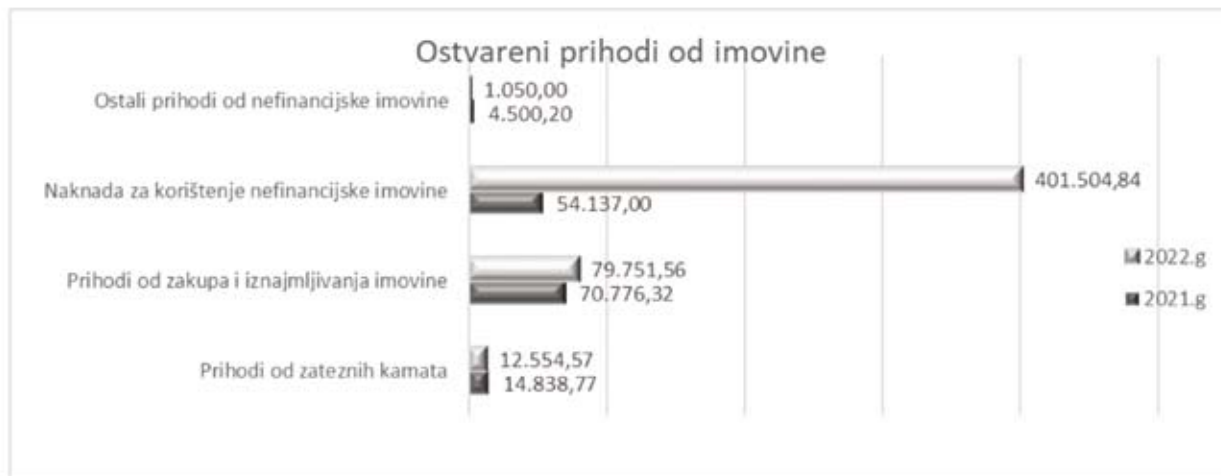 Ostvareni prihodi od imovine
Ostali prihodi od nefinancijske imovine
1.050,00
4.500,20
Naknada za korištenje nefinancijske imovine
401.504,84
54.137,00
Prihodi od zakupa i iznajmljivanja imovine
79.751,56
70.776,32
2022.g
2021.g
Prihodi od zateznih kamata
12.554,57
14.838,77